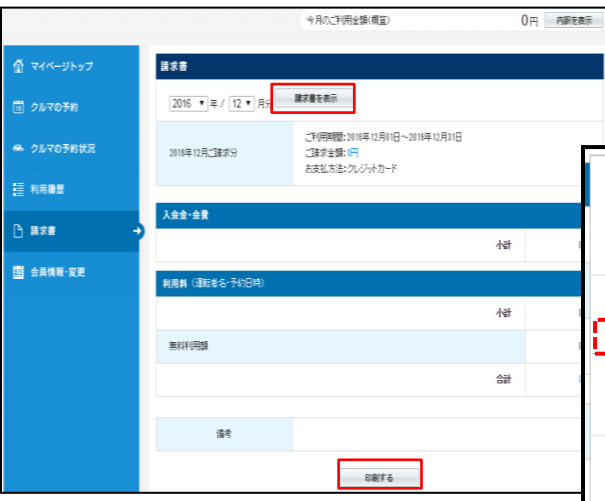 今月のご利用金額(概算) 0円 内訳を表示
マイページトップ
クルマの予約
クルマの予約状況
利用履歴
請求書
会員情報・変更
請求書
2016 年 / 12 月分 請求書を表示
2016年12月ご請求分
ご利用期間:2016年12月01日～2016年12月31日
ご請求金額:0円
お支払方法:クレジットカード
入会金・会費
小計
利用料（運転者名・予約日時）
小計
無料利用額
合計
備考
印刷する